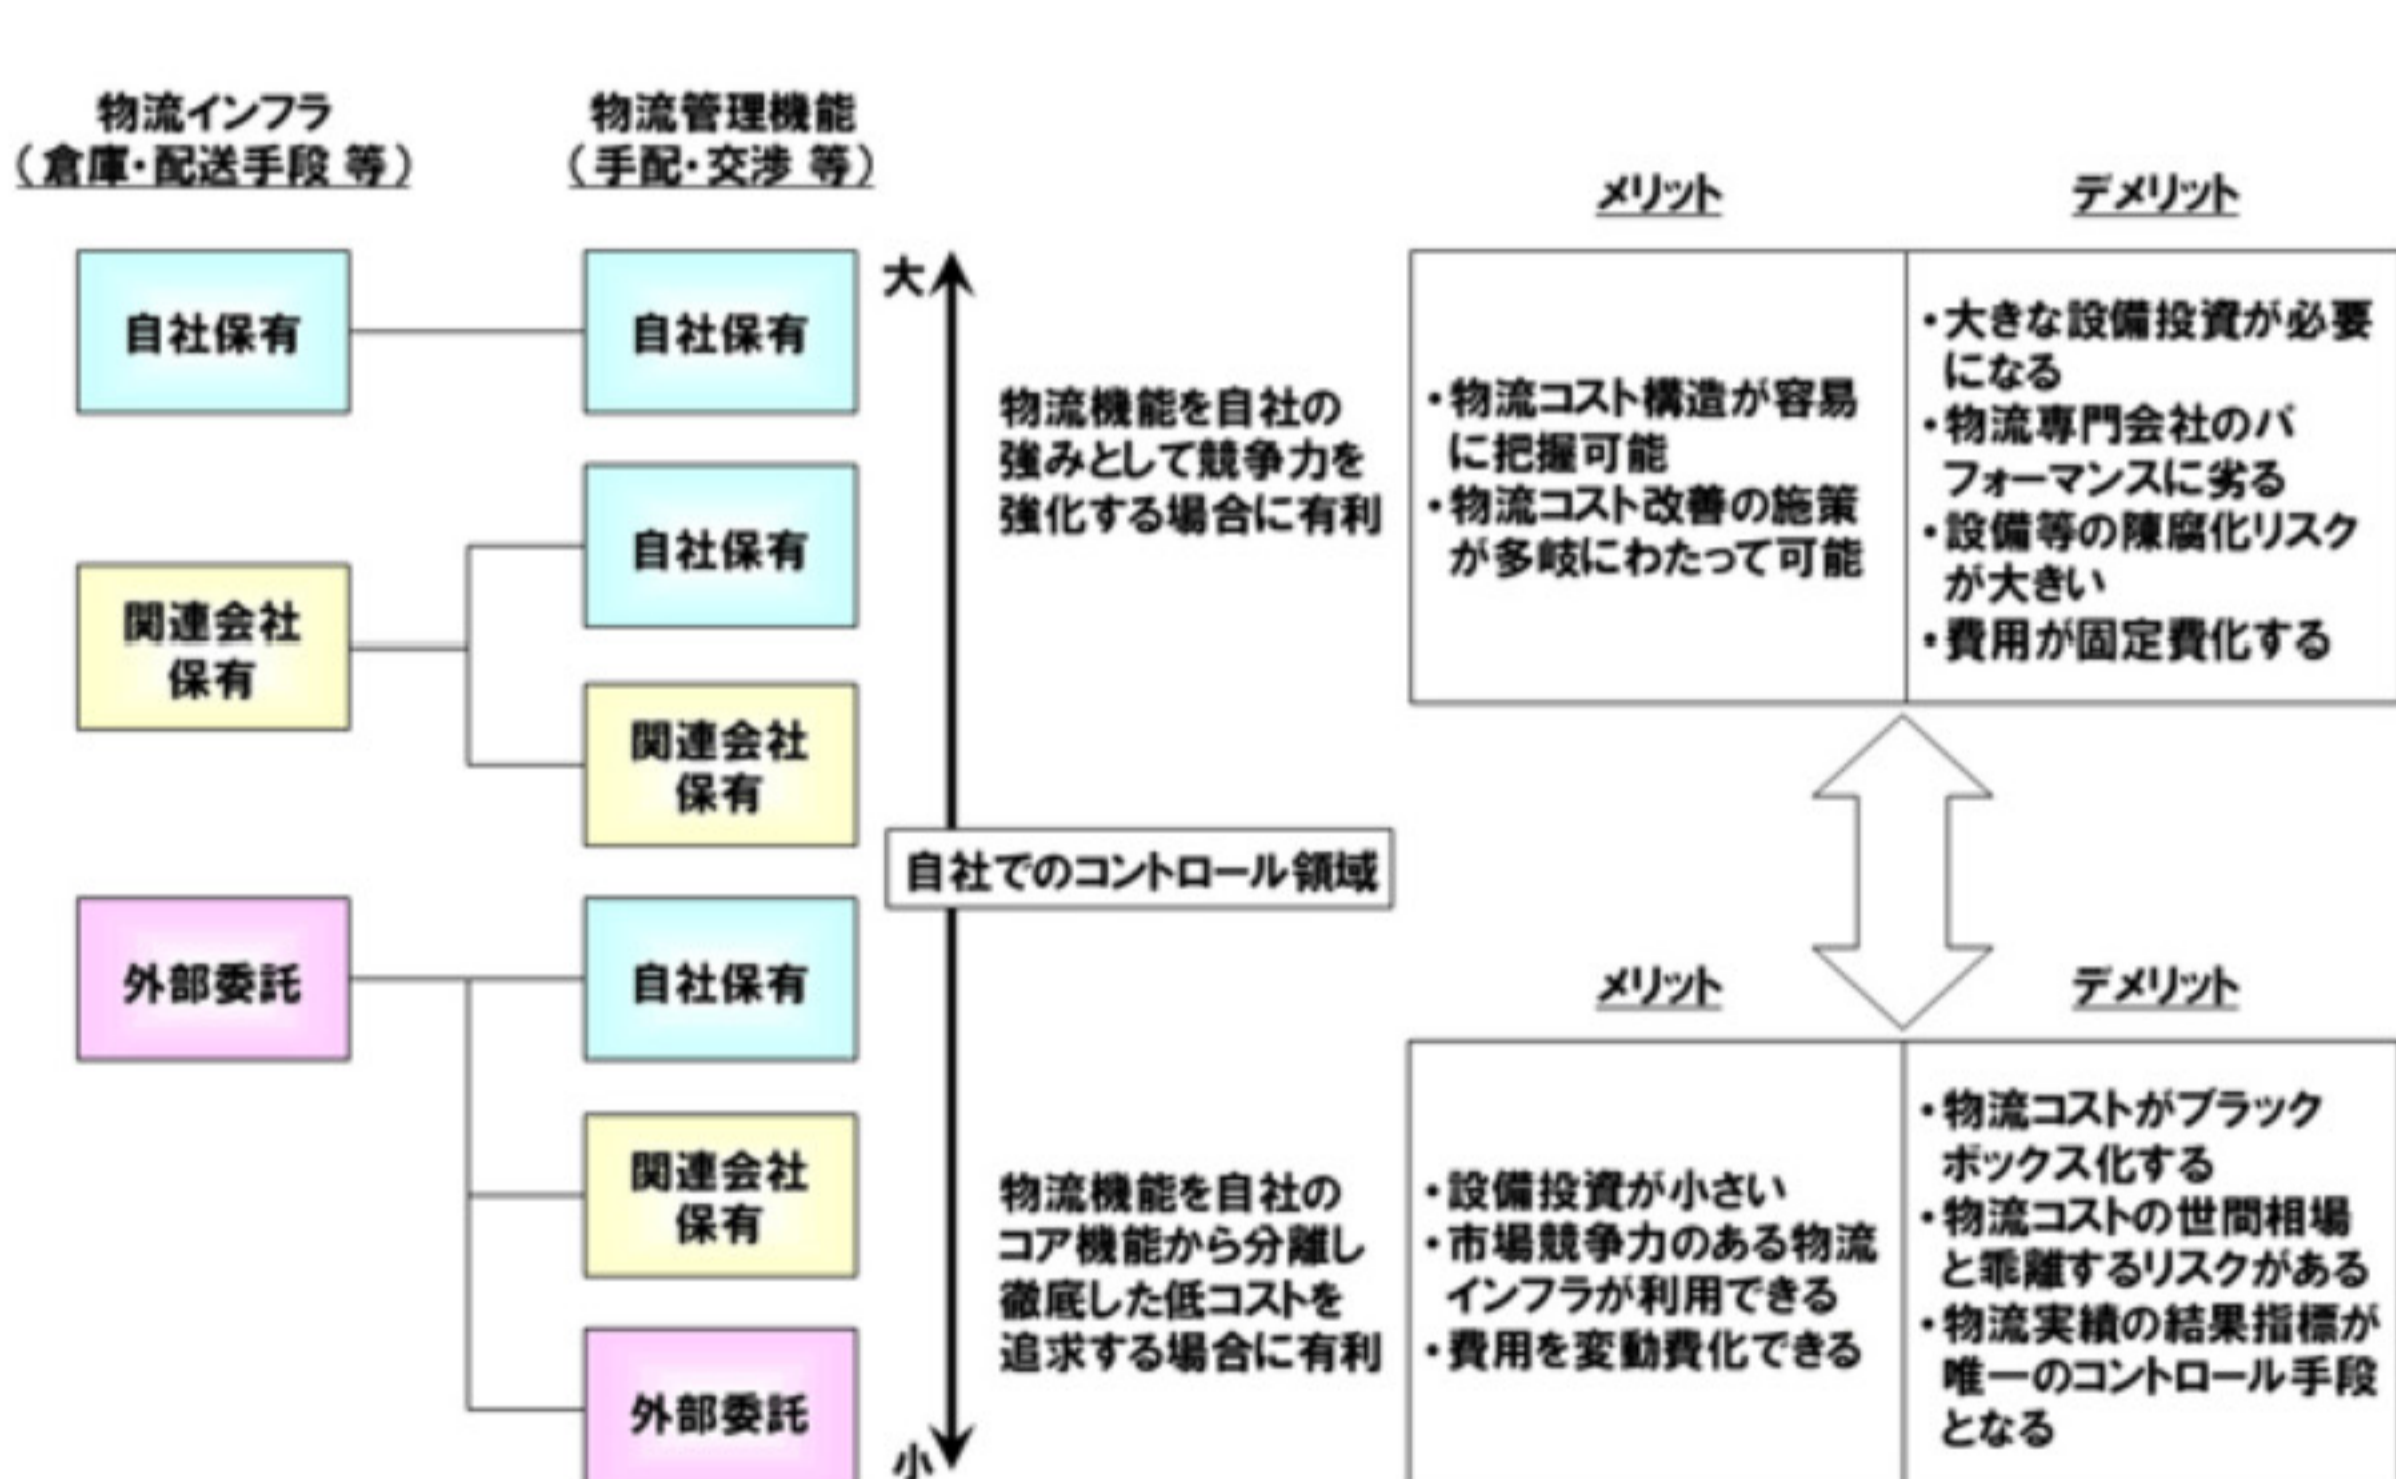 物流インフラ
（倉庫・配送手段 等）
物流管理機能
（手配・交渉 等）
自社保有
自社保有
関連会社
保有
自社保有
関連会社
保有
外部委託
自社保有
関連会社
保有
外部委託
大
物流機能を自社の
強みとして競争力を
強化する場合に有利
自社でのコントロール領域
物流機能を自社の
コア機能から分離し
徹底した低コストを
追求する場合に有利
小
メリット
・物流コスト構造が容易
に把握可能
・物流コスト改善の施策
が多岐にわたって可能
デメリット
・大きな設備投資が必要
になる
・物流専門会社のパ
フォーマンスに劣る
・設備等の陳腐化リスク
が大きい
・費用が固定費化する
メリット
・設備投資が小さい
・市場競争力のある物流
インフラが利用できる
・費用を変動費化できる
デメリット
・物流コストがブラック
ボックス化する
・物流コストの世間相場
と乖離するリスクがある
・物流実績の結果指標が
唯一のコントロール手段
となる